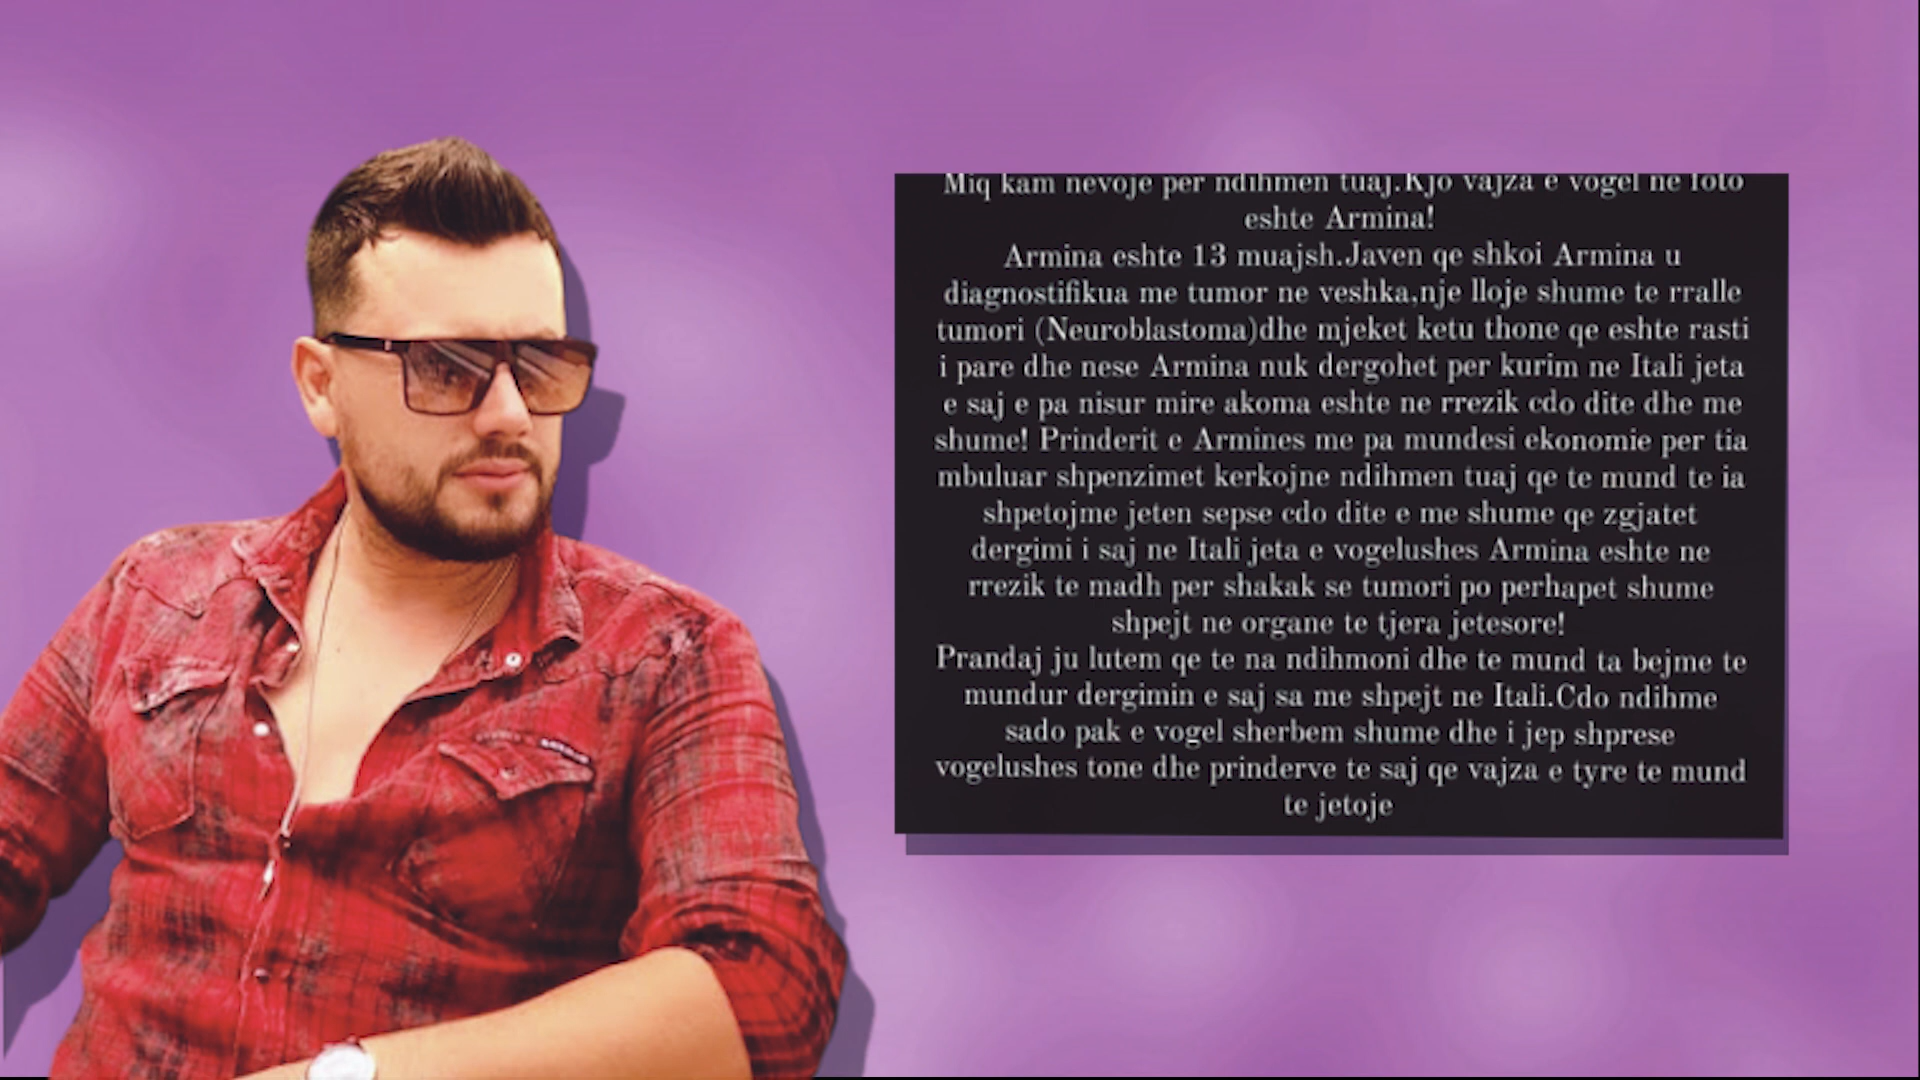 Miq kam nevoje per ndihmen tuaj.Kjo vajza e vogel ne foto
eshte Armina!
Armina eshte 13 muajsh.Javen qe shkoi Armina u
diagnostifikua me tumor ne veshka,nje lloje shume te rralle
tumori (Neuroblastoma)dhe mjeket ketu thone qe eshte rasti
i pare dhe nese Armina nuk dergohet per kurim ne Itali jeta
e saj e pa nisur mire akoma eshte ne rrezik cdo dite dhe me
shume! Prinderit e Armines me pa mundesi ekonomie per tia
mbuluar shpenzimet kerkojne ndihmen tuaj qe te mund te ia
shpetojme jeten sepse cdo dite e me shume qe zgjatet
dergimi i saj ne Itali jeta e vogelushes Armina eshte ne
rrezik te madh per shakak se tumori po perhapet shume
shpejt ne organe te tjera jetesore!
Prandaj ju lutem qe te na ndihmoni dhe te mund ta bejme te
mundur dergimin e saj sa me shpejt ne Itali.Cdo ndihme
sado pak e vogel sherbem shume dhe i jep shprese
vogelushes tone dhe prinderve te saj qe vajza e tyre te mund
te jetoje